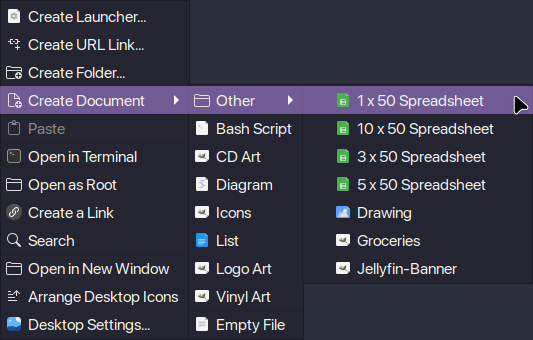 Create Launcher...
Create URL Link...
Create Folder...
Create Document
Paste
Open in Terminal
Open as Root
Create a Link
Search
Open in New Window
Arrange Desktop Icons
Desktop Settings...
Other
Bash Script
CD Art
Diagram
Icons
List
Logo Art
Vinyl Art
Empty File
1 x 50 Spreadsheet
10 x 50 Spreadsheet
3 x 50 Spreadsheet
5 x 50 Spreadsheet
Drawing
Groceries
Jellyfin-Banner